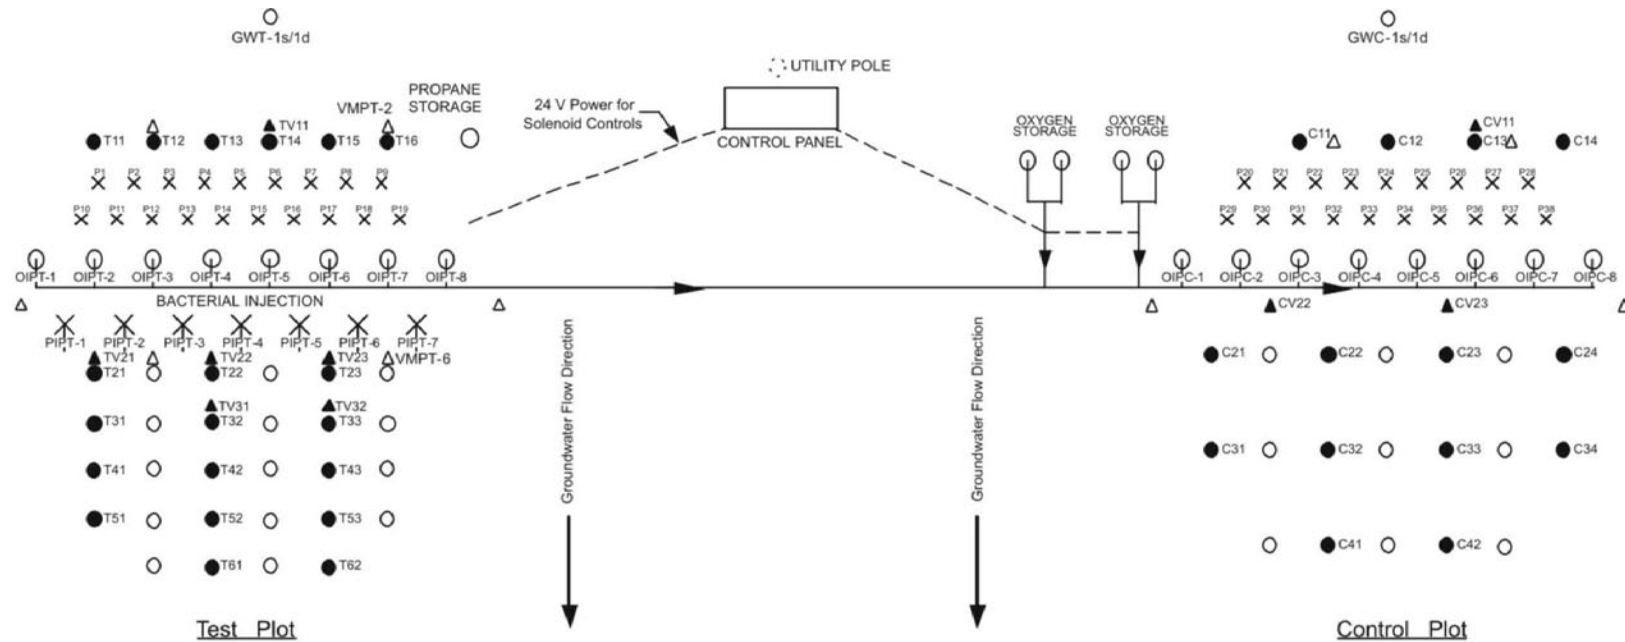 GWT-1s/1d
GWC-1s/1d
UTILITY POLE
PROPANE
STORAGE
VMPT-2
24 V Power for
Solenoid Controls
CONTROL PANEL
OXYGEN
STORAGE
OXYGEN
STORAGE
TV11
T11 T12 T13 T14 T15 T16
CV11
C11 C12 C13 C14
P1 P2 P3 P4 P5 P6 P7 P8 P9
P20 P21 P22 P23 P24 P25 P26 P27 P28
P10 P11 P12 P13 P14 P15 P16 P17 P18 P19
P29 P30 P31 P32 P33 P34 P35 P36 P37 P38
OIPT-1 OIPT-2 OIPT-3 OIPT-4 OIPT-5 OIPT-6 OIPT-7 OIPT-8
OIPC-1 OIPC-2 OIPC-3 OIPC-4 OIPC-5 OIPC-6 OIPC-7 OIPC-8
BACTERIAL INJECTION
CV22 CV23
PIPT-1 PIPT-2 PIPT-3 PIPT-4 PIPT-5 PIPT-6 PIPT-7
TV21 TV22 TV23 VMPT-6
T21 T22 T23
C21 C22 C23 C24
TV31 TV32
T31 T32 T33
C31 C32 C33 C34
T41 T42 T43
T51 T52 T53
C41 C42
T61 T62
Groundwater Flow Direction
Groundwater Flow Direction
Test Plot
Control Plot